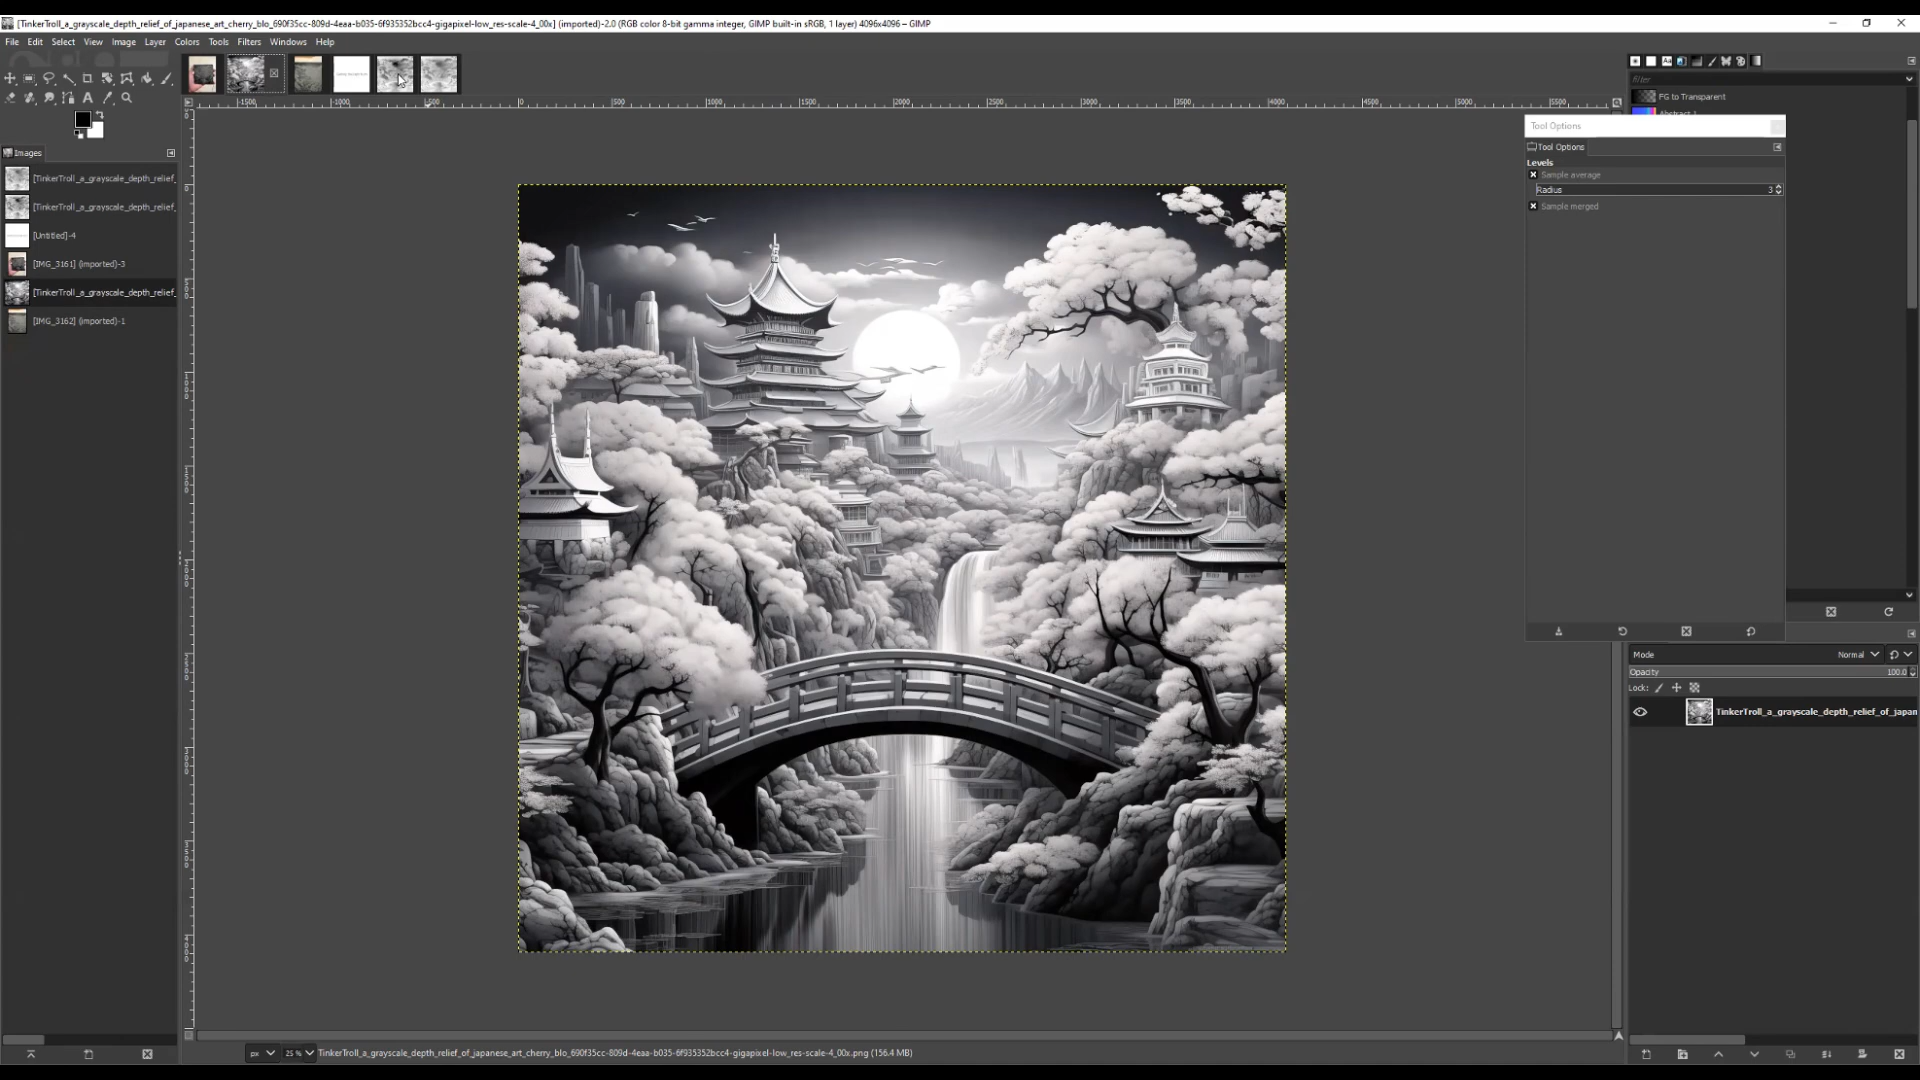 [TinkerTroll_a_grayscale_depth_relief_of_japanese_art_cherry_blo_690f35cc-809d-4eaa-b035-6f935352bcc4-gigapixel-low_res-scale-4_00x] (imported)-2.0 (RGB color 8-bit gamma integer, GIMP built-in sRGB, 1 layer) 4096x4096 – GIMP
File Edit Select View Image Layer Colors Tools Filters Windows Help
filter
FG to Transparent
Tool Options
Tool Options
Levels
Sample average
Radius 3
Sample merged
Images
[TinkerTroll_a_grayscale_depth_relief_
[TinkerTroll_a_grayscale_depth_relief_
[Untitled]-4
[IMG_3161] (imported)-3
[TinkerTroll_a_grayscale_depth_relief_
[IMG_3162] (imported)-1
Mode Normal
Opacity 100.0
Lock:
TinkerTroll_a_grayscale_depth_relief_of_japan
px 25 % TinkerTroll_a_grayscale_depth_relief_of_japanese_art_cherry_blo_690f35cc-809d-4eaa-b035-6f935352bcc4-gigapixel-low_res-scale-4_00x.png (156.4 MB)